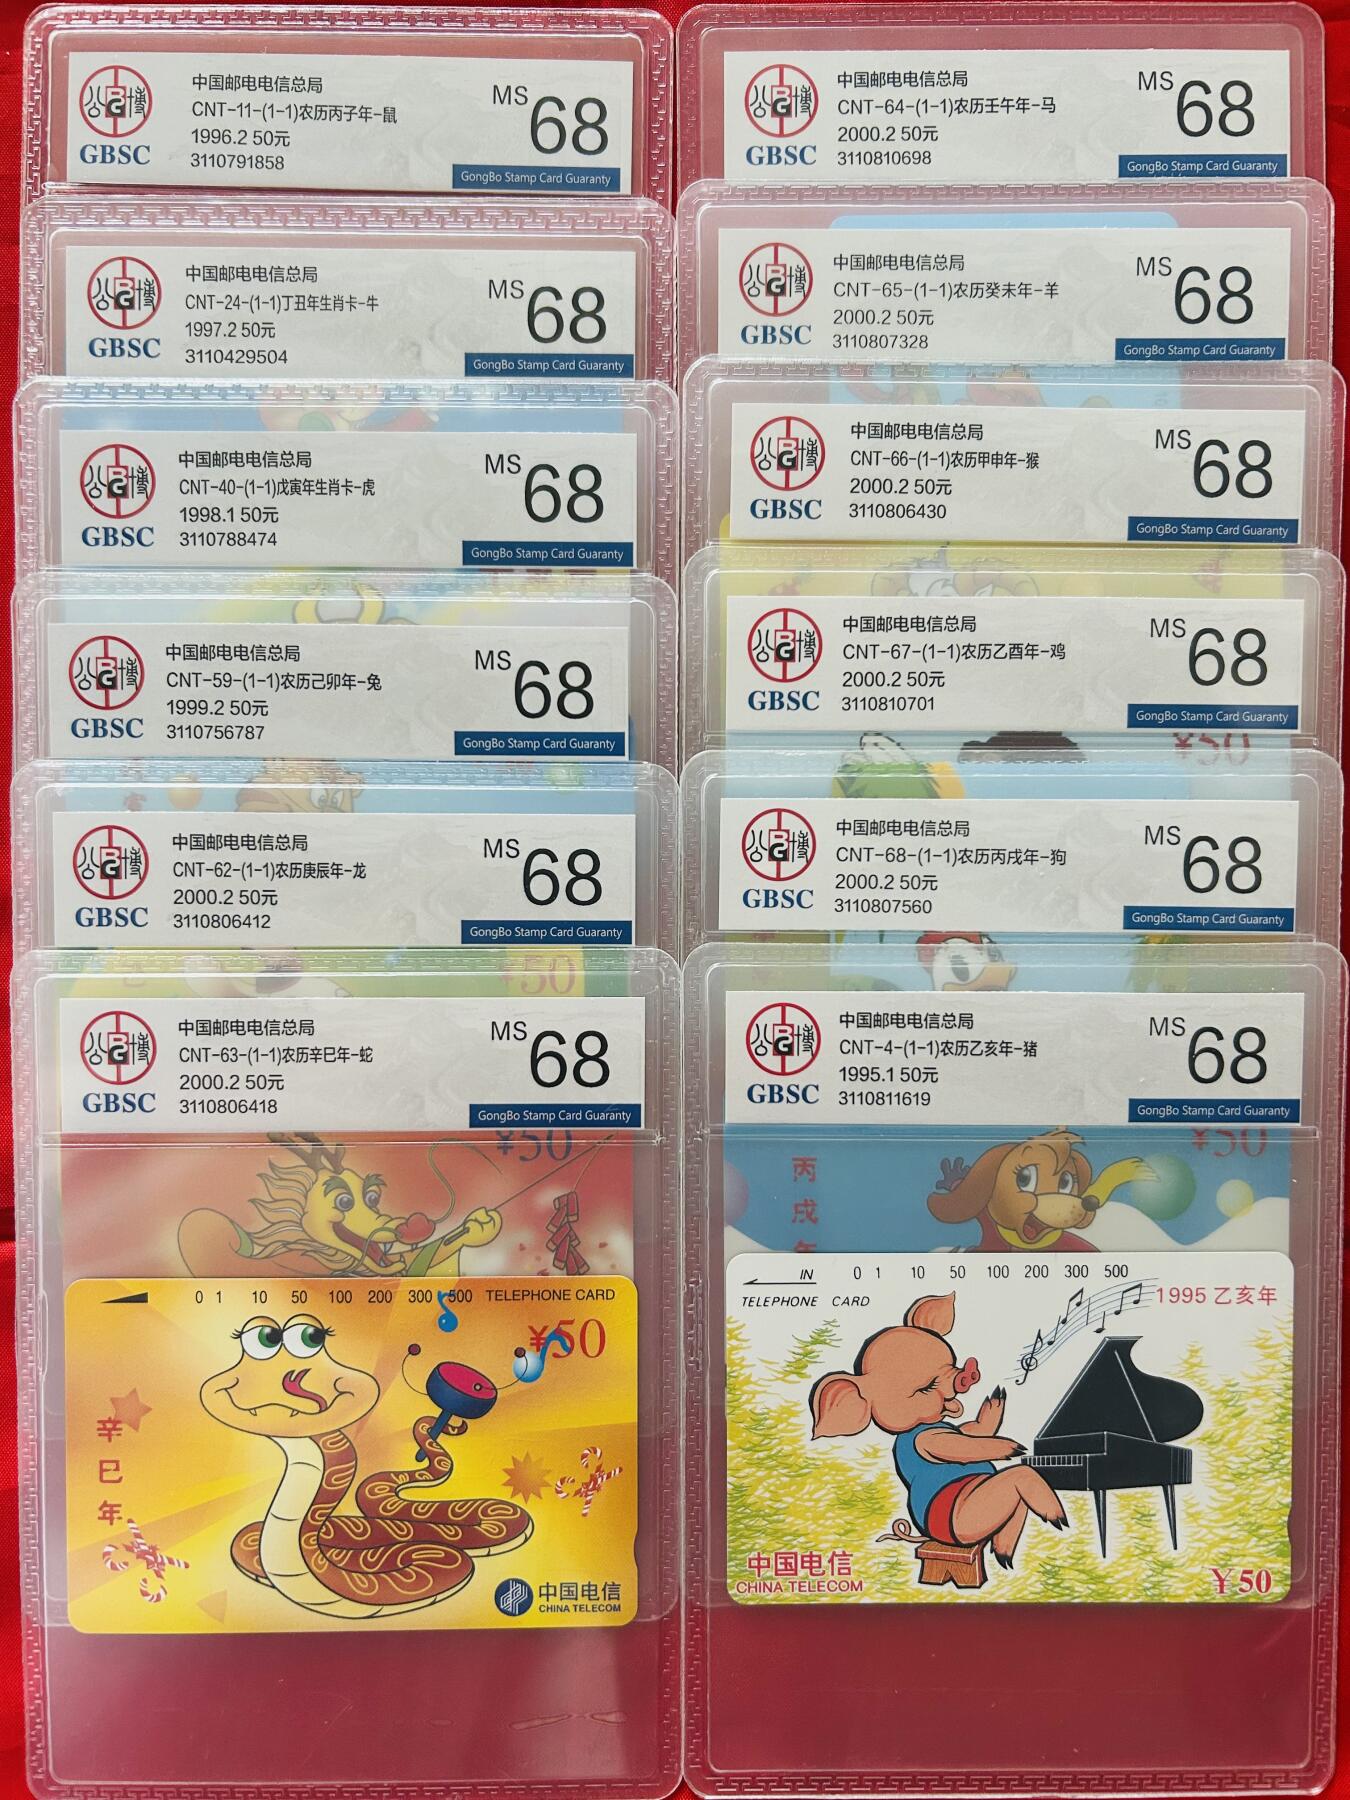 中国邮电电信总局
CNT-11-(1-1)农历丙子年-鼠
1996.2 50元
3110791858
GBSC
MS 68
GongBo Stamp Card Guaranty
中国邮电电信总局
CNT-24-(1-1)丁丑年生肖卡-牛
1997.2 50元
3110429504
GBSC
MS 68
GongBo Stamp Card Guaranty
中国邮电电信总局
CNT-40-(1-1)戊寅年生肖卡-虎
1998.1 50元
3110788474
GBSC
MS 68
GongBo Stamp Card Guaranty
中国邮电电信总局
CNT-59-(1-1)农历己卯年-兔
1999.2 50元
3110756787
GBSC
MS 68
GongBo Stamp Card Guaranty
中国邮电电信总局
CNT-62-(1-1)农历庚辰年-龙
2000.2 50元
3110806412
GBSC
MS 68
GongBo Stamp Card Guaranty
¥50
中国邮电电信总局
CNT-63-(1-1)农历辛巳年-蛇
2000.2 50元
3110806418
GBSC
MS 68
GongBo Stamp Card Guaranty
¥50
0 1 10 50 100 200 300 500 TELEPHONE CARD
¥50
辛巳年
中国电信
CHINA TELECOM
中国邮电电信总局
CNT-64-(1-1)农历壬午年-马
2000.2 50元
3110810698
GBSC
MS 68
GongBo Stamp Card Guaranty
中国邮电电信总局
CNT-65-(1-1)农历癸未年-羊
2000.2 50元
3110807328
GBSC
MS 68
GongBo Stamp Card Guaranty
中国邮电电信总局
CNT-66-(1-1)农历甲申年-猴
2000.2 50元
3110806430
GBSC
MS 68
GongBo Stamp Card Guaranty
中国邮电电信总局
CNT-67-(1-1)农历乙酉年-鸡
2000.2 50元
3110810701
GBSC
MS 68
GongBo Stamp Card Guaranty
¥50
中国邮电电信总局
CNT-68-(1-1)农历丙戌年-狗
2000.2 50元
3110807560
GBSC
MS 68
GongBo Stamp Card Guaranty
中国邮电电信总局
CNT-4-(1-1)农历乙亥年-猪
1995.1 50元
3110811619
GBSC
MS 68
GongBo Stamp Card Guaranty
¥50
丙戌年
IN 0 1 10 50 100 200 300 500
TELEPHONE CARD
1995 乙亥年
中国电信
CHINA TELECOM
¥50